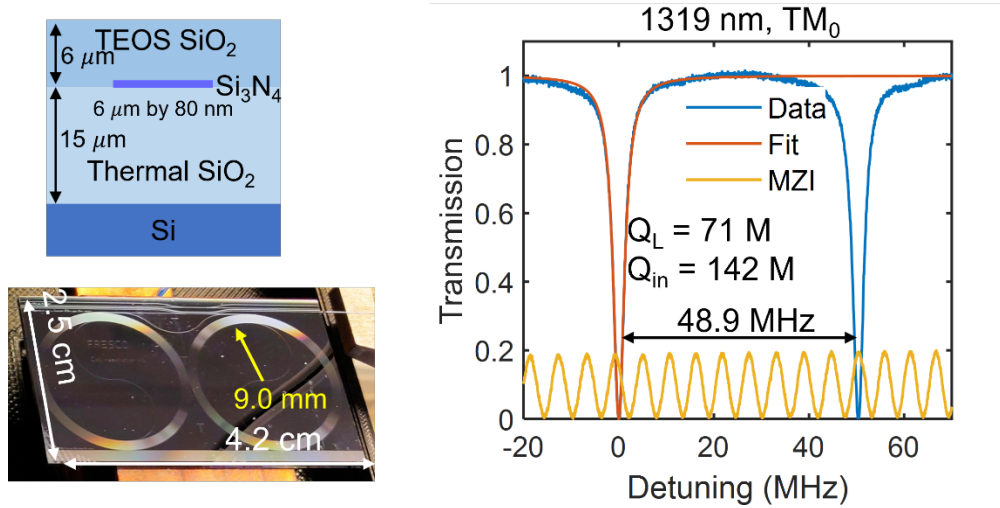 6 μm
TEOS SiO₂
Si₃N₄
6 μm by 80 nm
15 μm
Thermal SiO₂
Si
2.5 cm
9.0 mm
4.2 cm
1319 nm, TM₀
Transmission
1
0.8
0.6
0.4
0.2
0
Data
Fit
MZI
Q_L = 71 M
Q_in = 142 M
48.9 MHz
-20 0 20 40 60
Detuning (MHz)